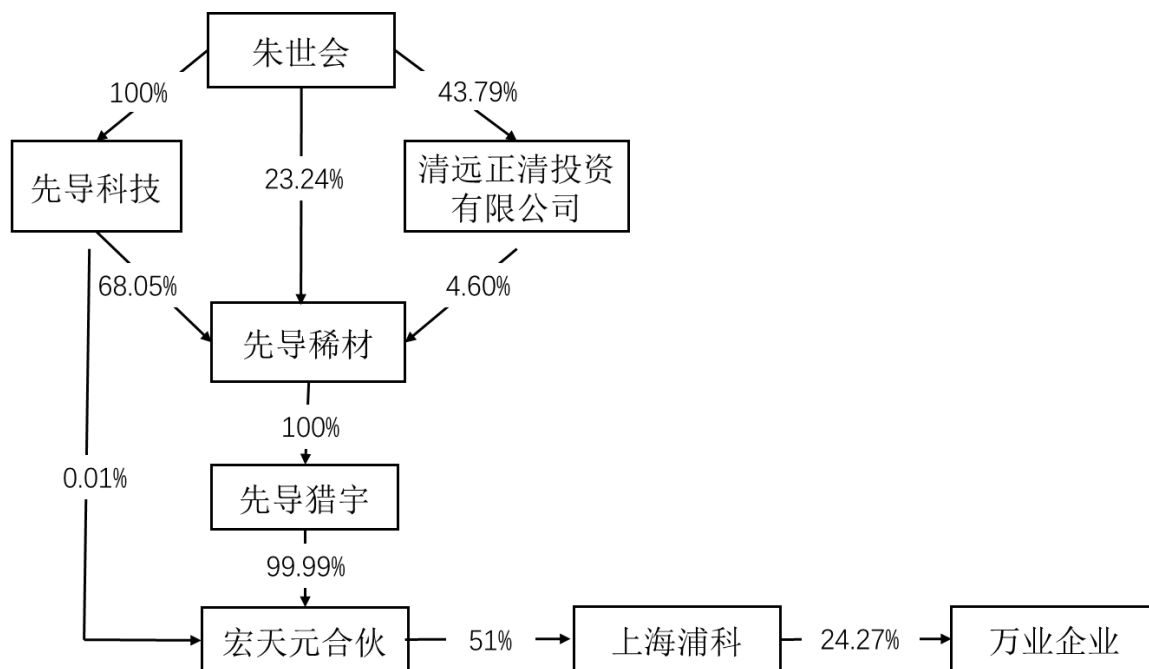 朱世会
100%
43.79%
先导科技
23.24%
清远正清投资
有限公司
68.05%
4.60%
先导稀材
100%
0.01%
先导猎宇
99.99%
宏天元合伙
51%
上海浦科
24.27%
万业企业